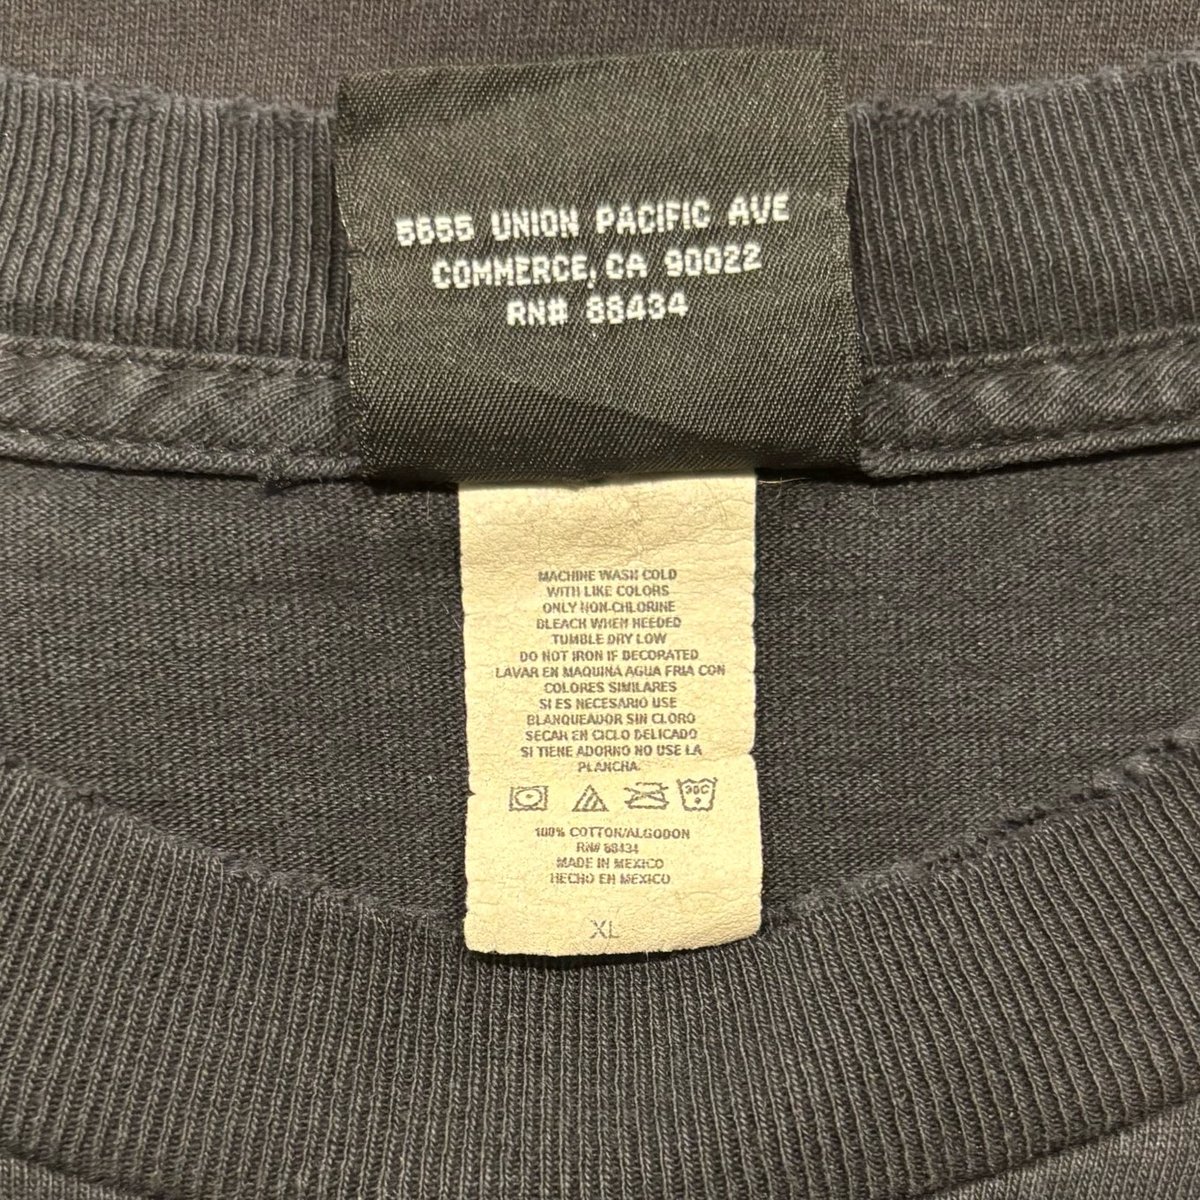 5655 UNION PACIFIC AVE
COMMERCE, CA 90022
RN# 88434
MACHINE WASH COLD
WITH LIKE COLORS
ONLY NON-CHLORINE
BLEACH WHEN NEEDED
TUMBLE DRY LOW
DO NOT IRON IF DECORATED
LAVAR EN MAQUINA AGUA FRIA CON
COLORES SIMILARES
SI ES NECESARIO USE
BLANQUEADOR SIN CLORO
SECAR EN CICLO DELICADO
SI TIENE ADORNO NO USE LA
PLANCHA.
30C
100% COTTON/ALGODON
RN# 88434
MADE IN MEXICO
HECHO EN MEXICO
XL